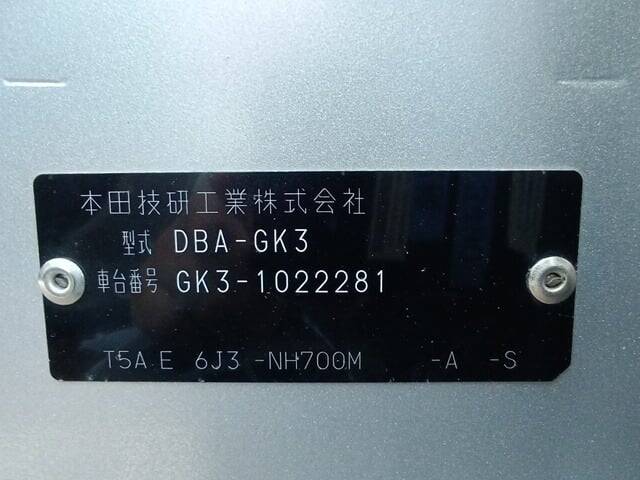 本田技研工業株式会社
型式 DBA-GK3
車台番号 GK3-1022281
T5A E 6J3 -NH700M -A -S